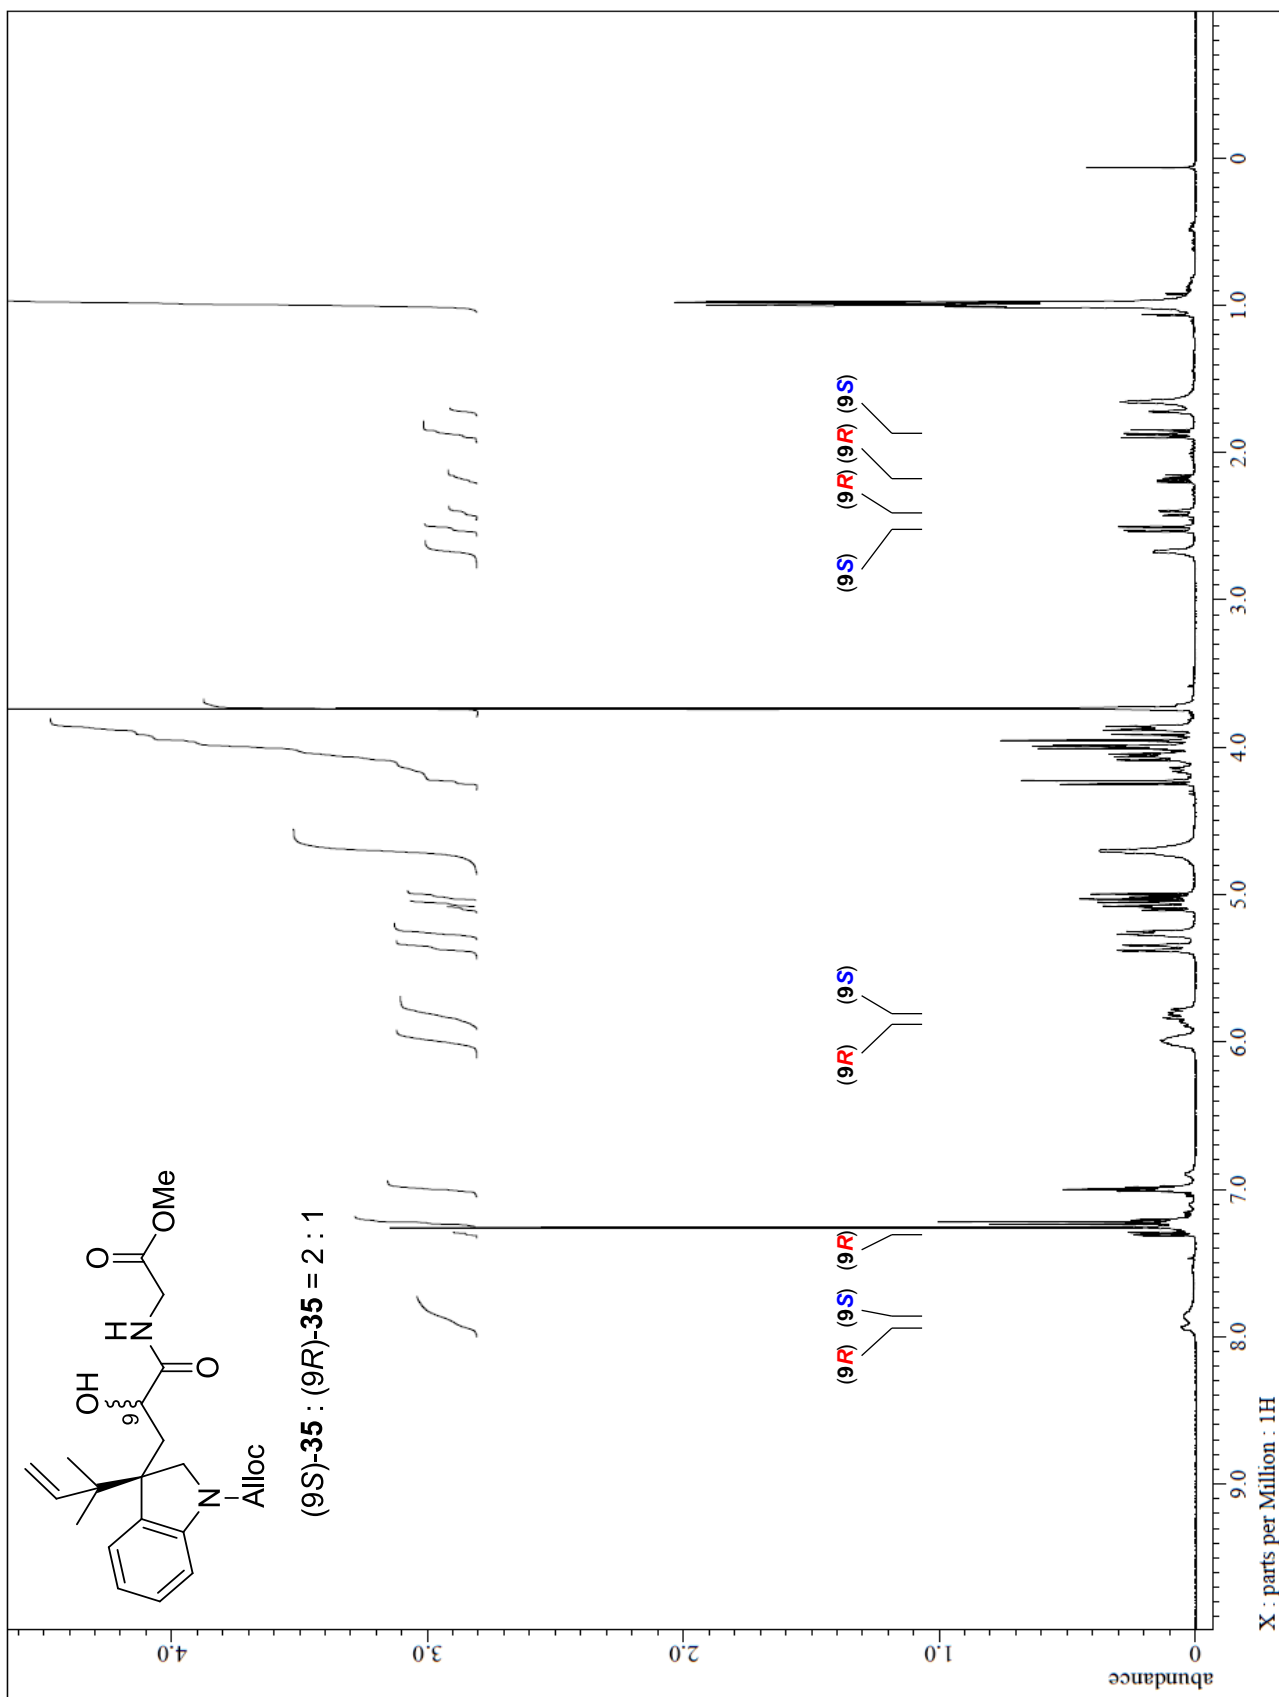 OH
9
H
N
O
O
OMe
N
Alloc
(9S)-35 : (9R)-35 = 2 : 1
(9R)
(9S)
(9R)
(9R)
(9S)
(9S)
(9R)
(9R)
(9S)
abundance
0
1.0
2.0
3.0
4.0
9.0
8.0
7.0
6.0
5.0
4.0
3.0
2.0
1.0
0
X : parts per Million : 1H